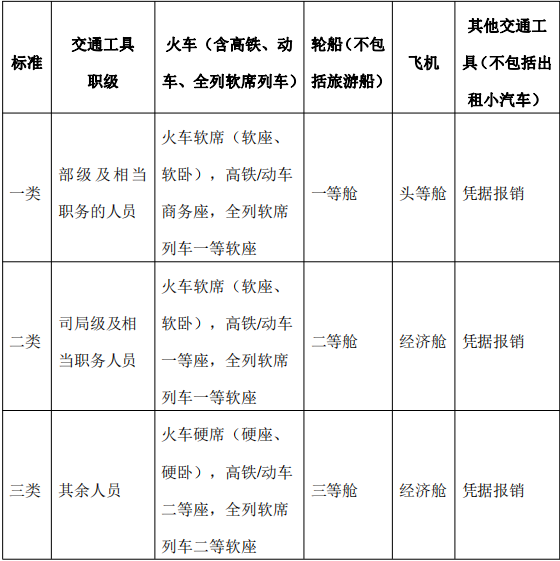 标准
交通工具
职级
火车（含高铁、动
车、全列软席列车）
轮船（不包
括旅游船）
飞机
其他交通工
具（不包括出
租小汽车）
一类
部级及相当
职务的人员
火车软席（软座、
软卧），高铁/动车
商务座，全列软席
列车一等软座
一等舱
头等舱
凭据报销
二类
司局级及相
当职务人员
火车软席（软座、
软卧），高铁/动车
一等座，全列软席
列车一等软座
二等舱
经济舱
凭据报销
三类
其余人员
火车硬席（硬座、
硬卧），高铁/动车
二等座，全列软席
列车二等软座
三等舱
经济舱
凭据报销